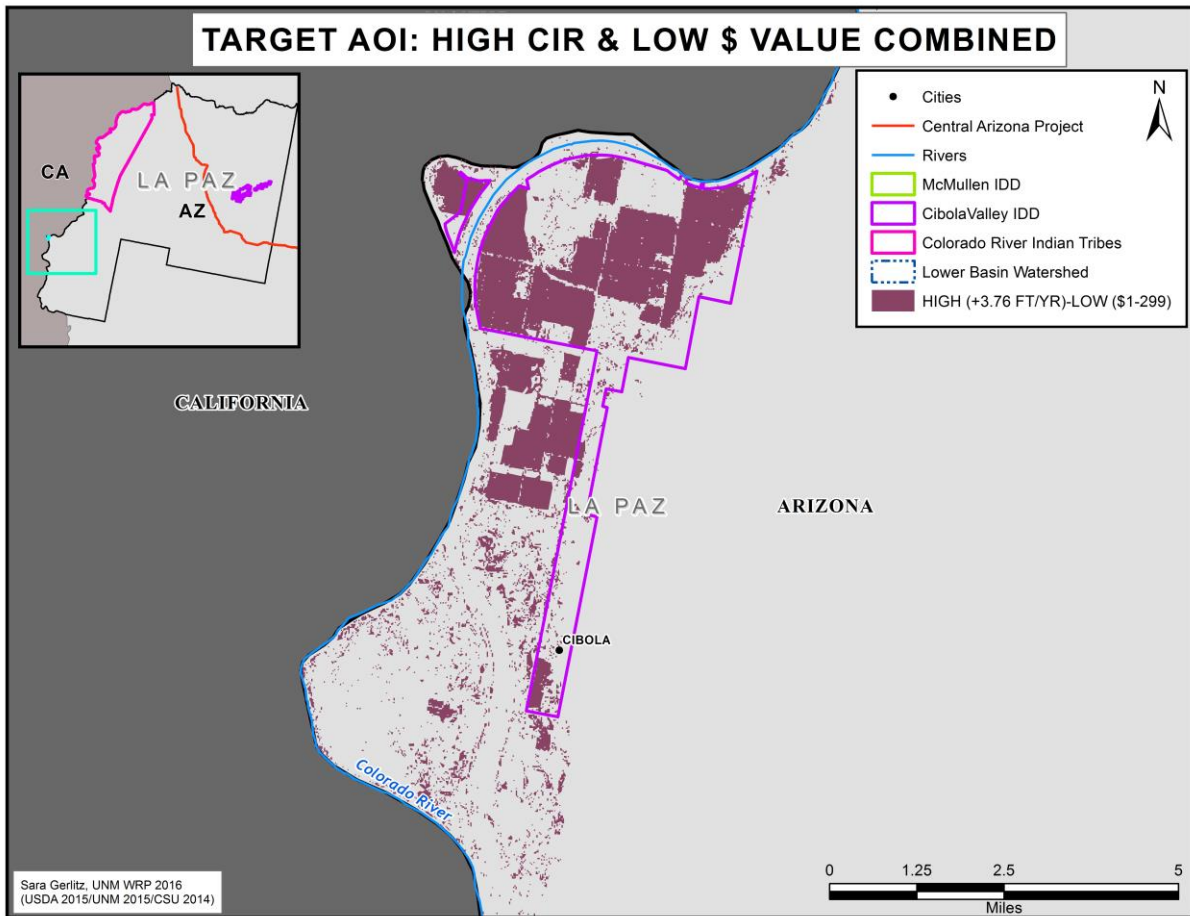 TARGET AOI: HIGH CIR & LOW $ VALUE COMBINED
CA
LA PAZ
AZ
N
Cities
Central Arizona Project
Rivers
McMullen IDD
CibolaValley IDD
Colorado River Indian Tribes
Lower Basin Watershed
HIGH (+3.76 FT/YR)-LOW ($1-299)
CALIFORNIA
LA PAZ
ARIZONA
CIBOLA
Colorado River
Sara Gerlitz, UNM WRP 2016
(USDA 2015/UNM 2015/CSU 2014)
0 1.25 2.5 5
Miles